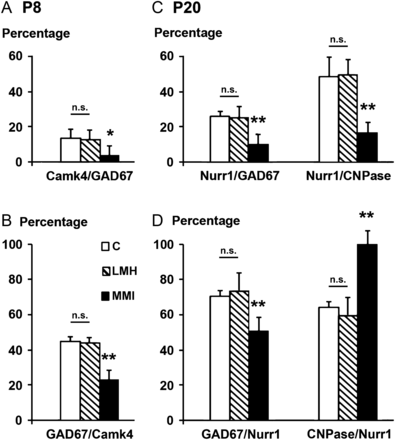 A P8
Percentage
60
40
20
0
n.s.
*
Camk4/GAD67
C P20
Percentage
60
40
20
0
n.s.
**
n.s.
**
Nurr1/GAD67
Nurr1/CNPase
B Percentage
100
80
60
40
20
0
C
LMH
MMI
n.s.
**
GAD67/Camk4
D Percentage
100
80
60
40
20
0
n.s.
**
n.s.
**
GAD67/Nurr1
CNPase/Nurr1